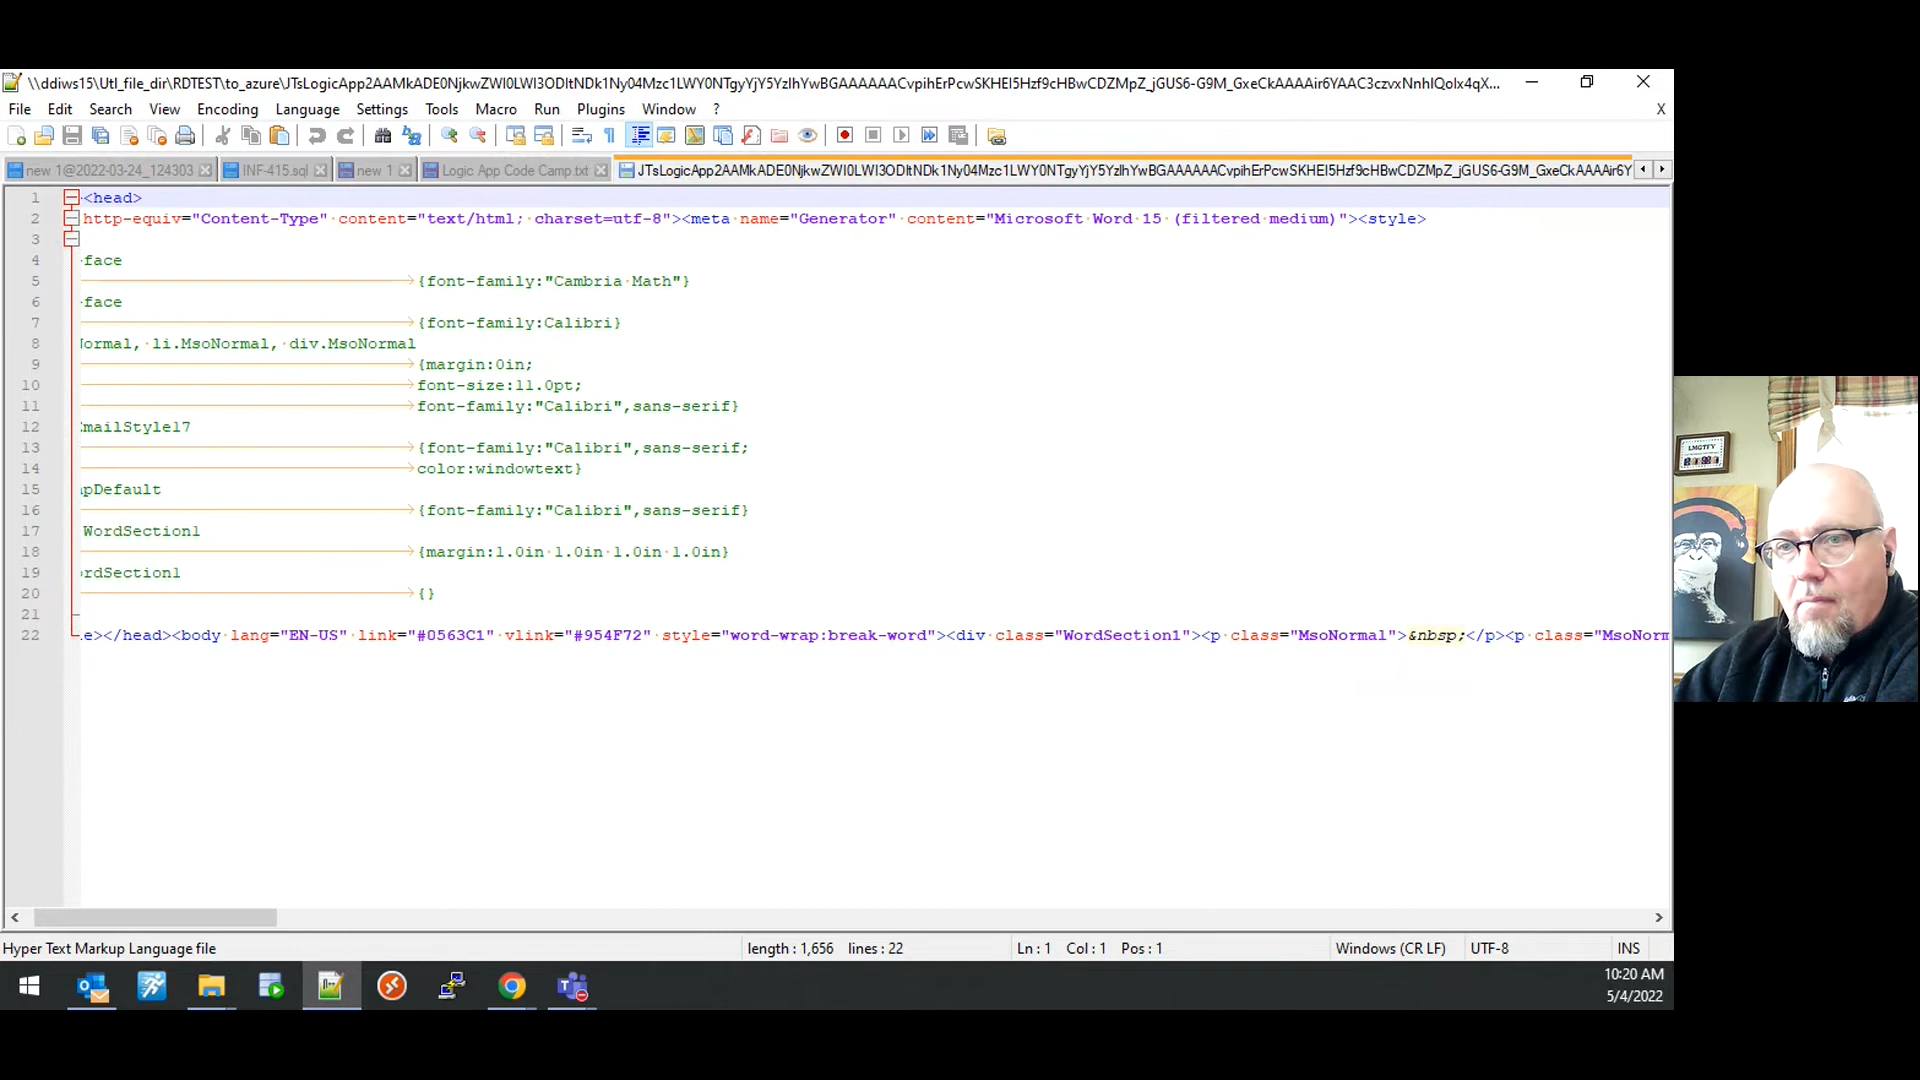 \\ddiws15\Utl_file_dir\RDTEST\to_azure\
File Edit Search View Encoding Language Settings Tools Macro Run Plugins Window ? X
new 1@2022-03-24_124303 INF-415.sql new 1 Logic App Code Camp.txt
1 <head>
2 http-equiv="Content-Type" content="text/html; charset=utf-8"><meta name="Generator" content="Microsoft Word 15 (filtered medium)"><style>
3
4 face
5 {font-family:"Cambria Math"}
6 face
7 {font-family:Calibri}
8 Normal, li.MsoNormal, div.MsoNormal
9 {margin:0in;
10 font-size:11.0pt;
11 font-family:"Calibri",sans-serif}
12 EmailStyle17
13 {font-family:"Calibri",sans-serif;
14 color:windowtext}
15 pDefault
16 {font-family:"Calibri",sans-serif}
17 WordSection1
18 {margin:1.0in 1.0in 1.0in 1.0in}
19 rdSection1
20 {}
21
22 e></head><body lang="EN-US" link="#0563C1" vlink="#954F72" style="word-wrap:break-word"><div class="WordSection1"><p class="MsoNormal">&nbsp;</p><p class="MsoNorm
Hyper Text Markup Language file length : 1,656 lines : 22 Ln : 1 Col : 1 Pos : 1 Windows (CR LF) UTF-8 INS
10:20 AM
5/4/2022
LMGTFY